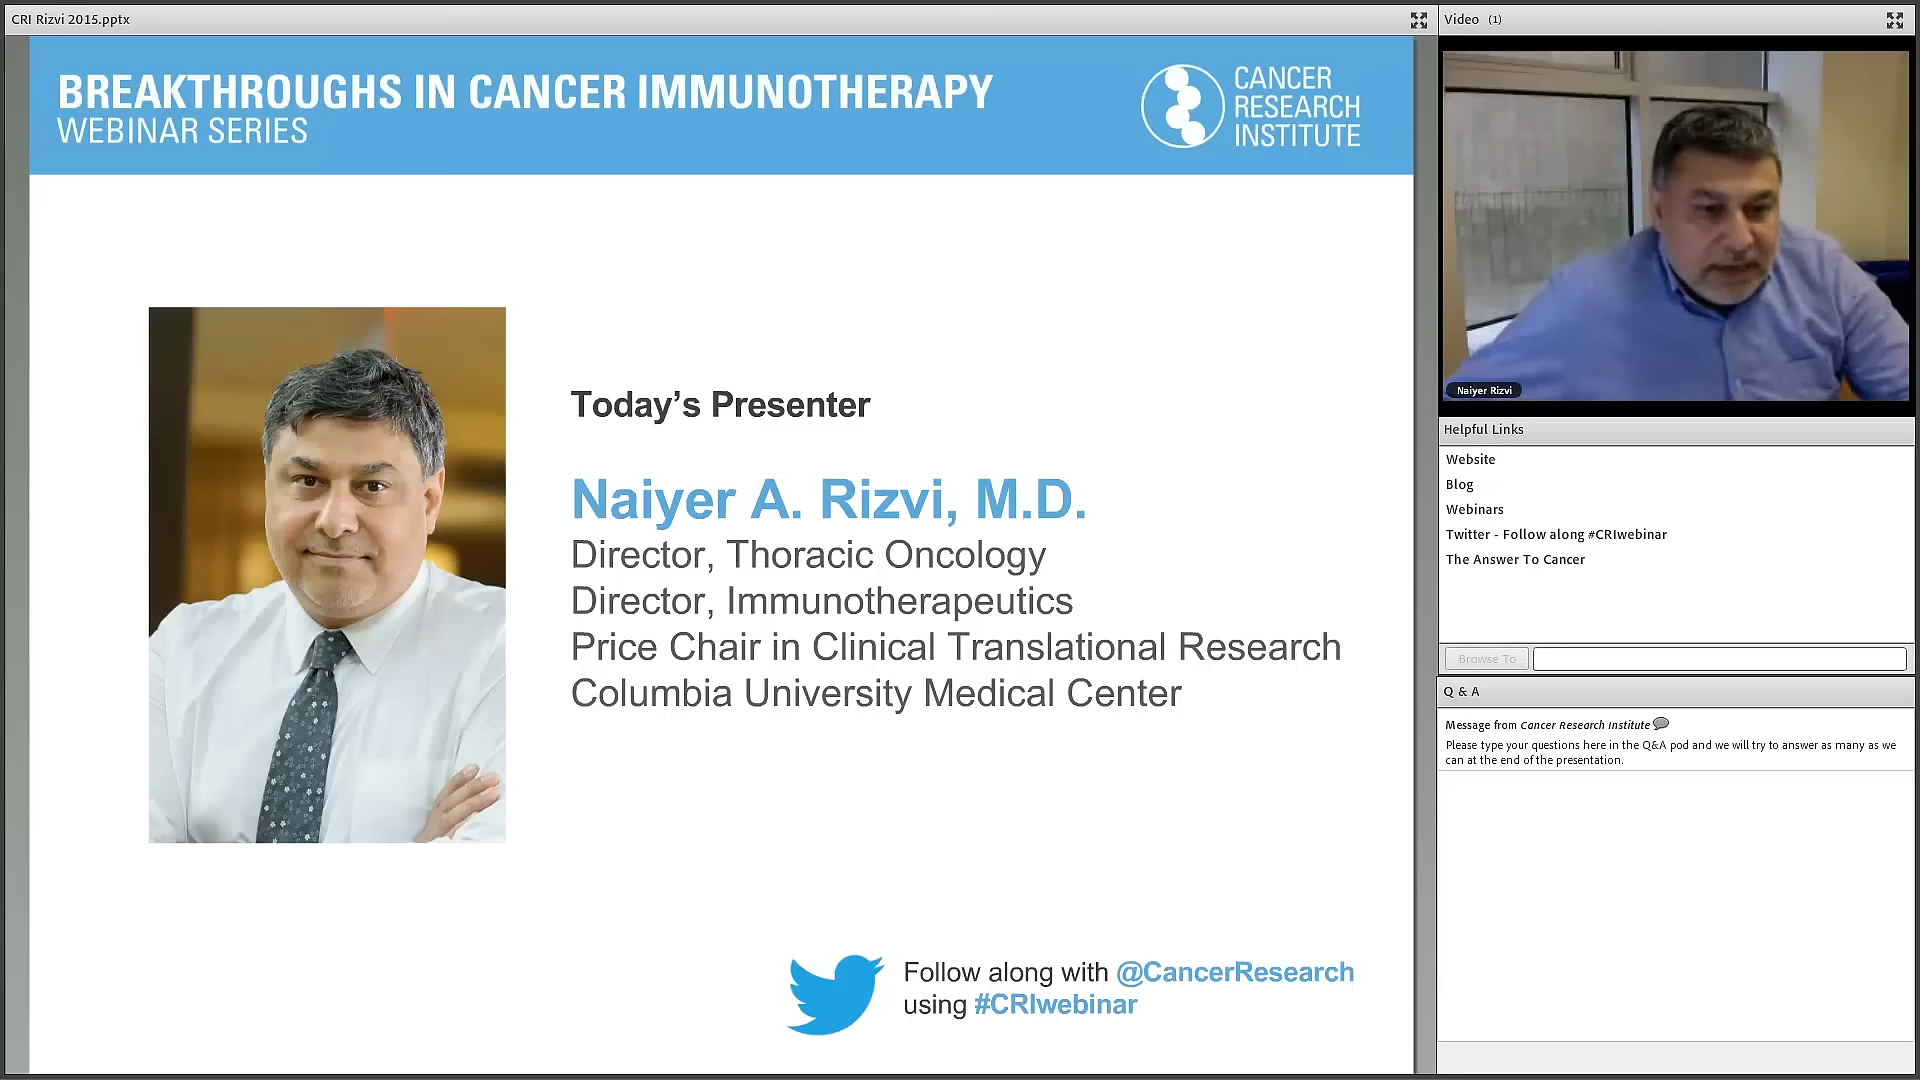 CRI Rizvi 2015.pptx
BREAKTHROUGHS IN CANCER IMMUNOTHERAPY
WEBINAR SERIES
CANCER
RESEARCH
INSTITUTE
Today's Presenter
Naiyer A. Rizvi, M.D.
Director, Thoracic Oncology
Director, Immunotherapeutics
Price Chair in Clinical Translational Research
Columbia University Medical Center
Follow along with @CancerResearch
using #CRIwebinar
Video (1)
Naiyer Rizvi
Helpful Links
Website
Blog
Webinars
Twitter - Follow along #CRIwebinar
The Answer To Cancer
Browse To
Q & A
Message from Cancer Research Institute
Please type your questions here in the Q&A pod and we will try to answer as many as we
can at the end of the presentation.